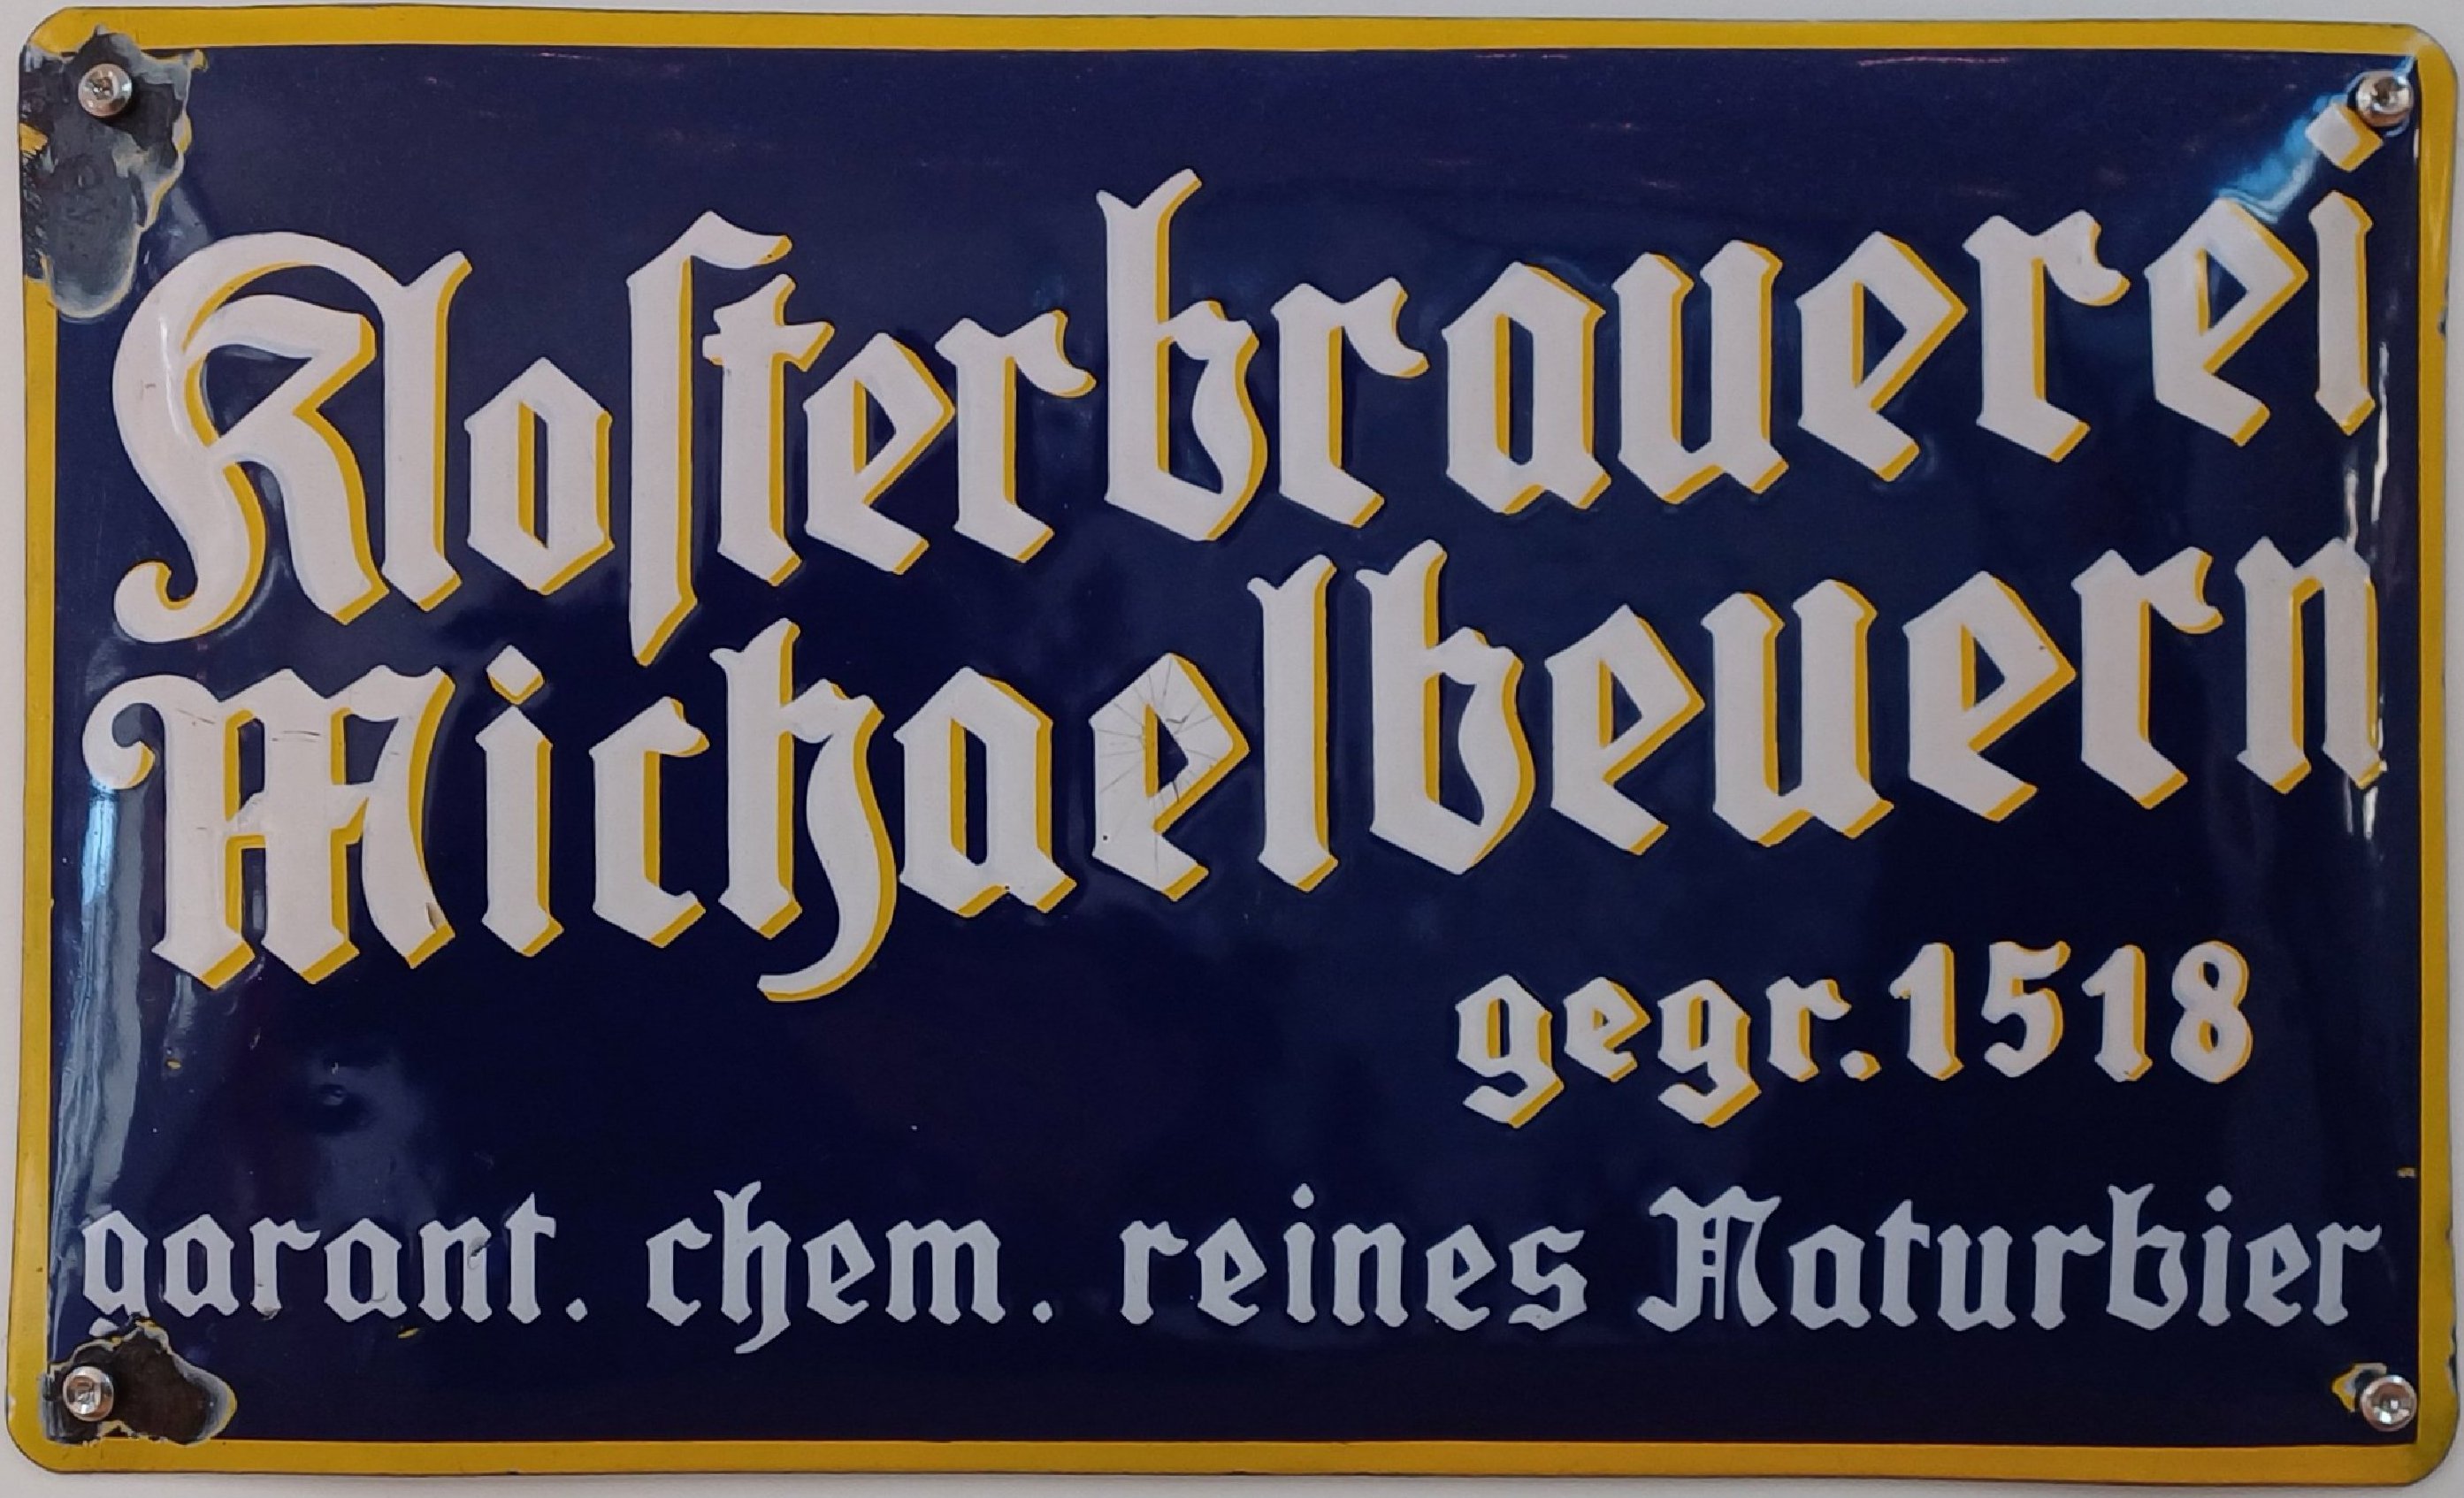 Kloſterbrauerei
Michaelbeuern
gegr. 1518
garant. chem. reines Naturbier